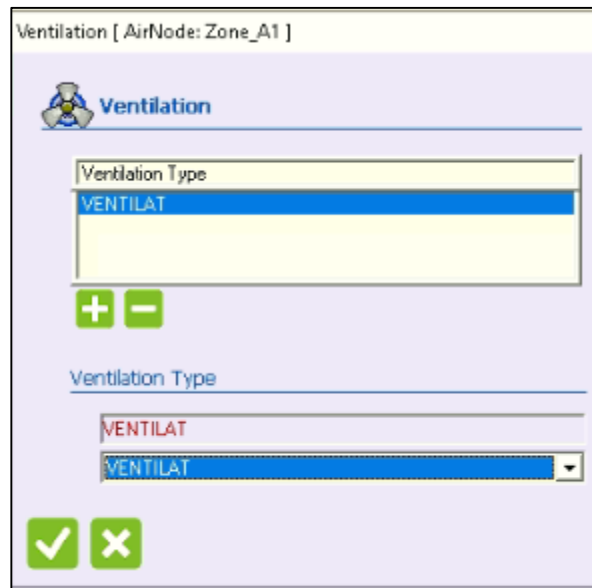 Ventilation [ AirNode: Zone_A1 ]
Ventilation
Ventilation Type
VENTILAT
Ventilation Type
VENTILAT
VENTILAT